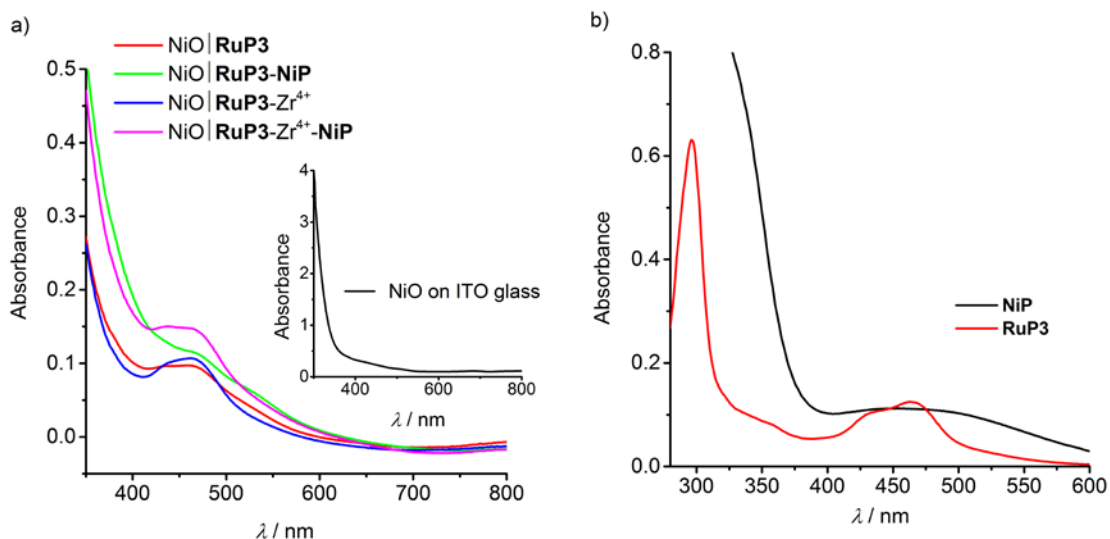 a)
NiO|RuP3
NiO|RuP3-NiP
NiO|RuP3-Zr⁴⁺
NiO|RuP3-Zr⁴⁺-NiP
0.5
0.4
0.3
0.2
0.1
0.0
Absorbance
400 500 600 700 800
λ / nm
4
3
2
1
0
Absorbance
NiO on ITO glass
400 600 800
λ / nm
b)
0.8
0.6
0.4
0.2
0.0
Absorbance
NiP
RuP3
300 350 400 450 500 550 600
λ / nm